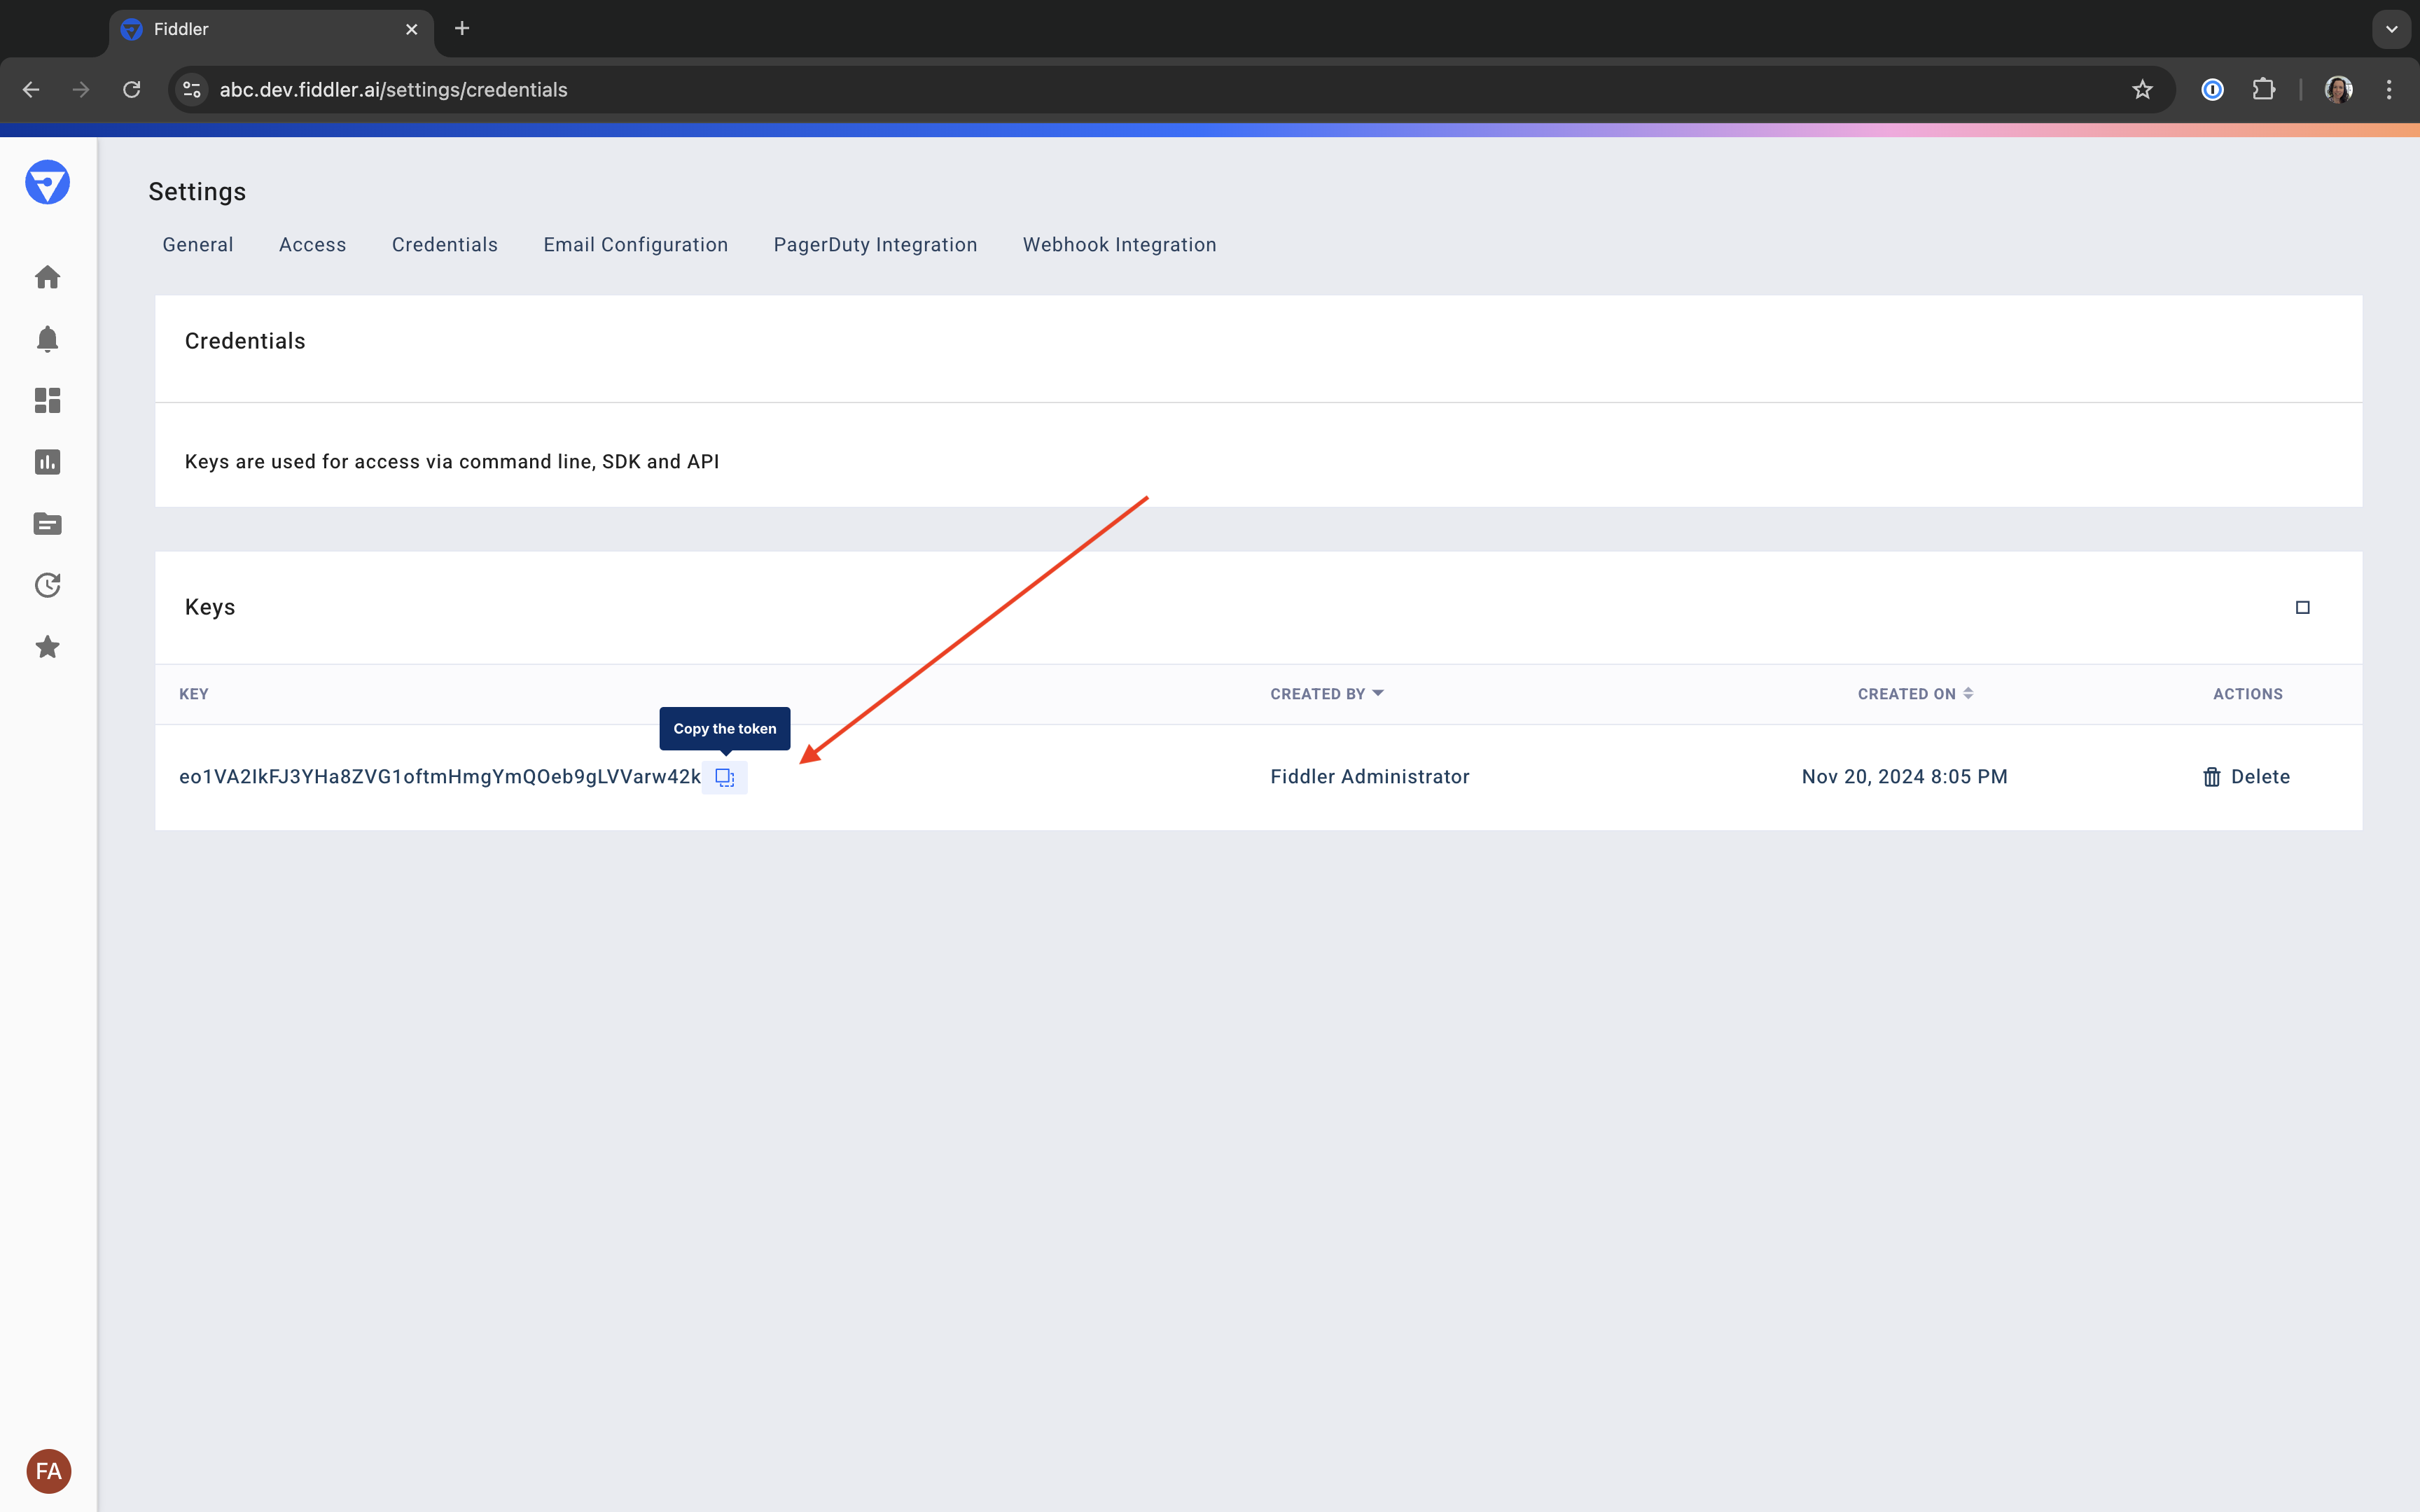 Fiddler
abc.dev.fiddler.ai/settings/credentials
Settings
General Access Credentials Email Configuration PagerDuty Integration Webhook Integration
Credentials
Keys are used for access via command line, SDK and API
Keys
KEY CREATED BY CREATED ON ACTIONS
Copy the token
eo1VA2IkFJ3YHa8ZVG1oftmHmgYmQOeb9gLVVarw42k Fiddler Administrator Nov 20, 2024 8:05 PM Delete
FA